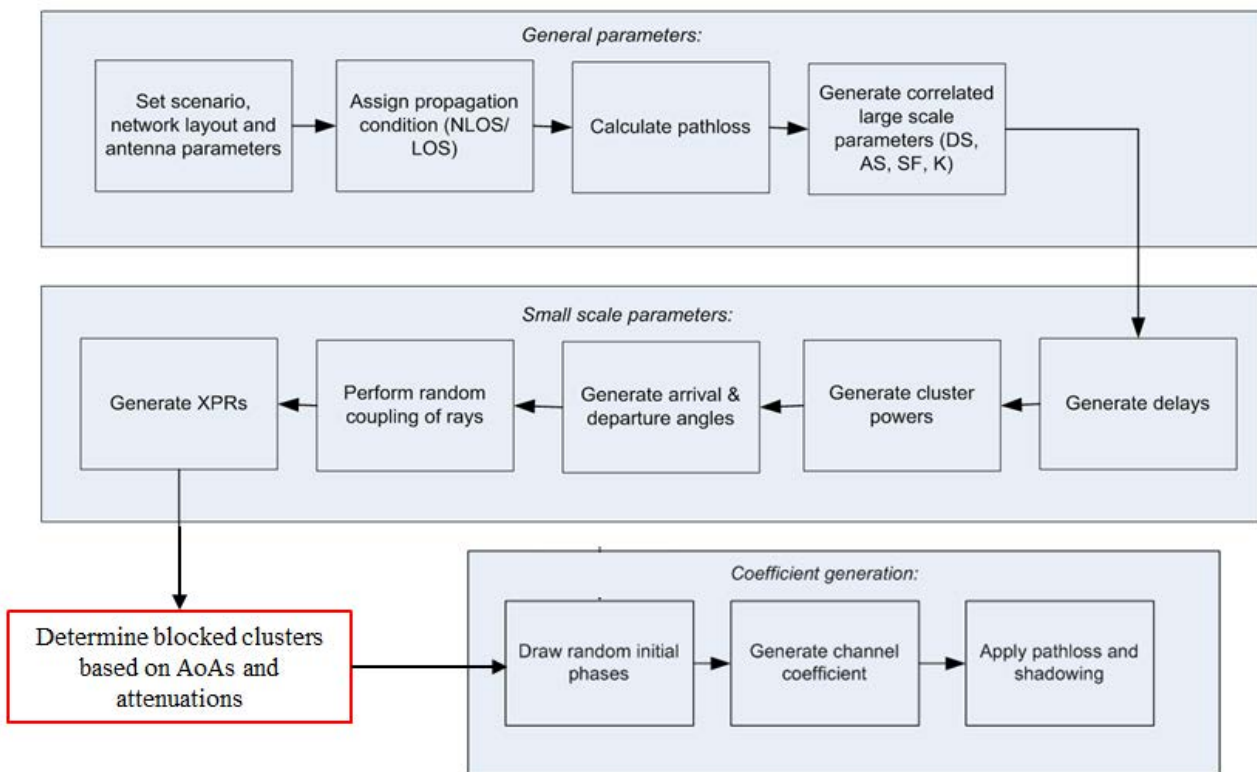 General parameters:
Set scenario,
network layout and
antenna parameters
Assign propagation
condition (NLOS/
LOS)
Calculate pathloss
Generate correlated
large scale
parameters (DS,
AS, SF, K)
Small scale parameters:
Generate XPRs
Perform random
coupling of rays
Generate arrival &
departure angles
Generate cluster
powers
Generate delays
Determine blocked clusters
based on AoAs and
attenuations
Coefficient generation:
Draw random initial
phases
Generate channel
coefficient
Apply pathloss and
shadowing